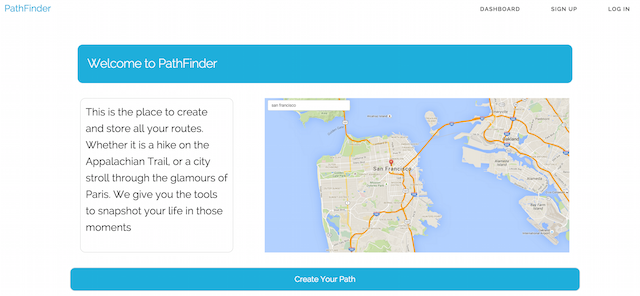 PathFinder
DASHBOARD SIGN UP LOG IN
Welcome to PathFinder
This is the place to create
and store all your routes.
Whether it is a hike on the
Appalachian Trail, or a city
stroll through the glamours of
Paris. We give you the tools
to snapshot your life in those
moments
san francisco
San Francisco
Oakland
Create Your Path